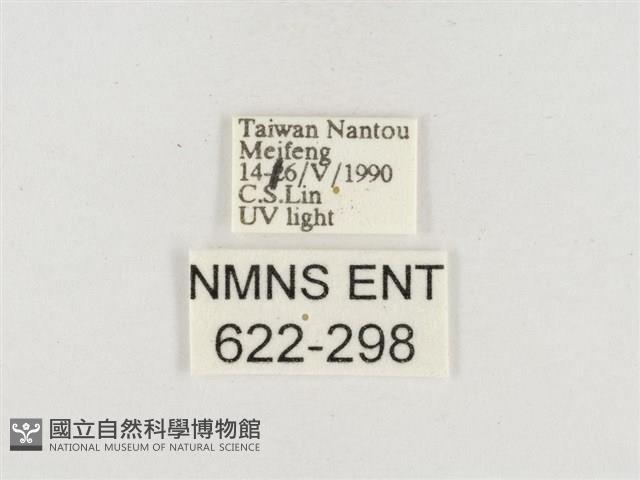 Taiwan Nantou
Meifeng
14-16/V/1990
C.S.Lin
UV light
NMNS ENT
622-298
國立自然科學博物館
NATIONAL MUSEUM OF NATURAL SCIENCE